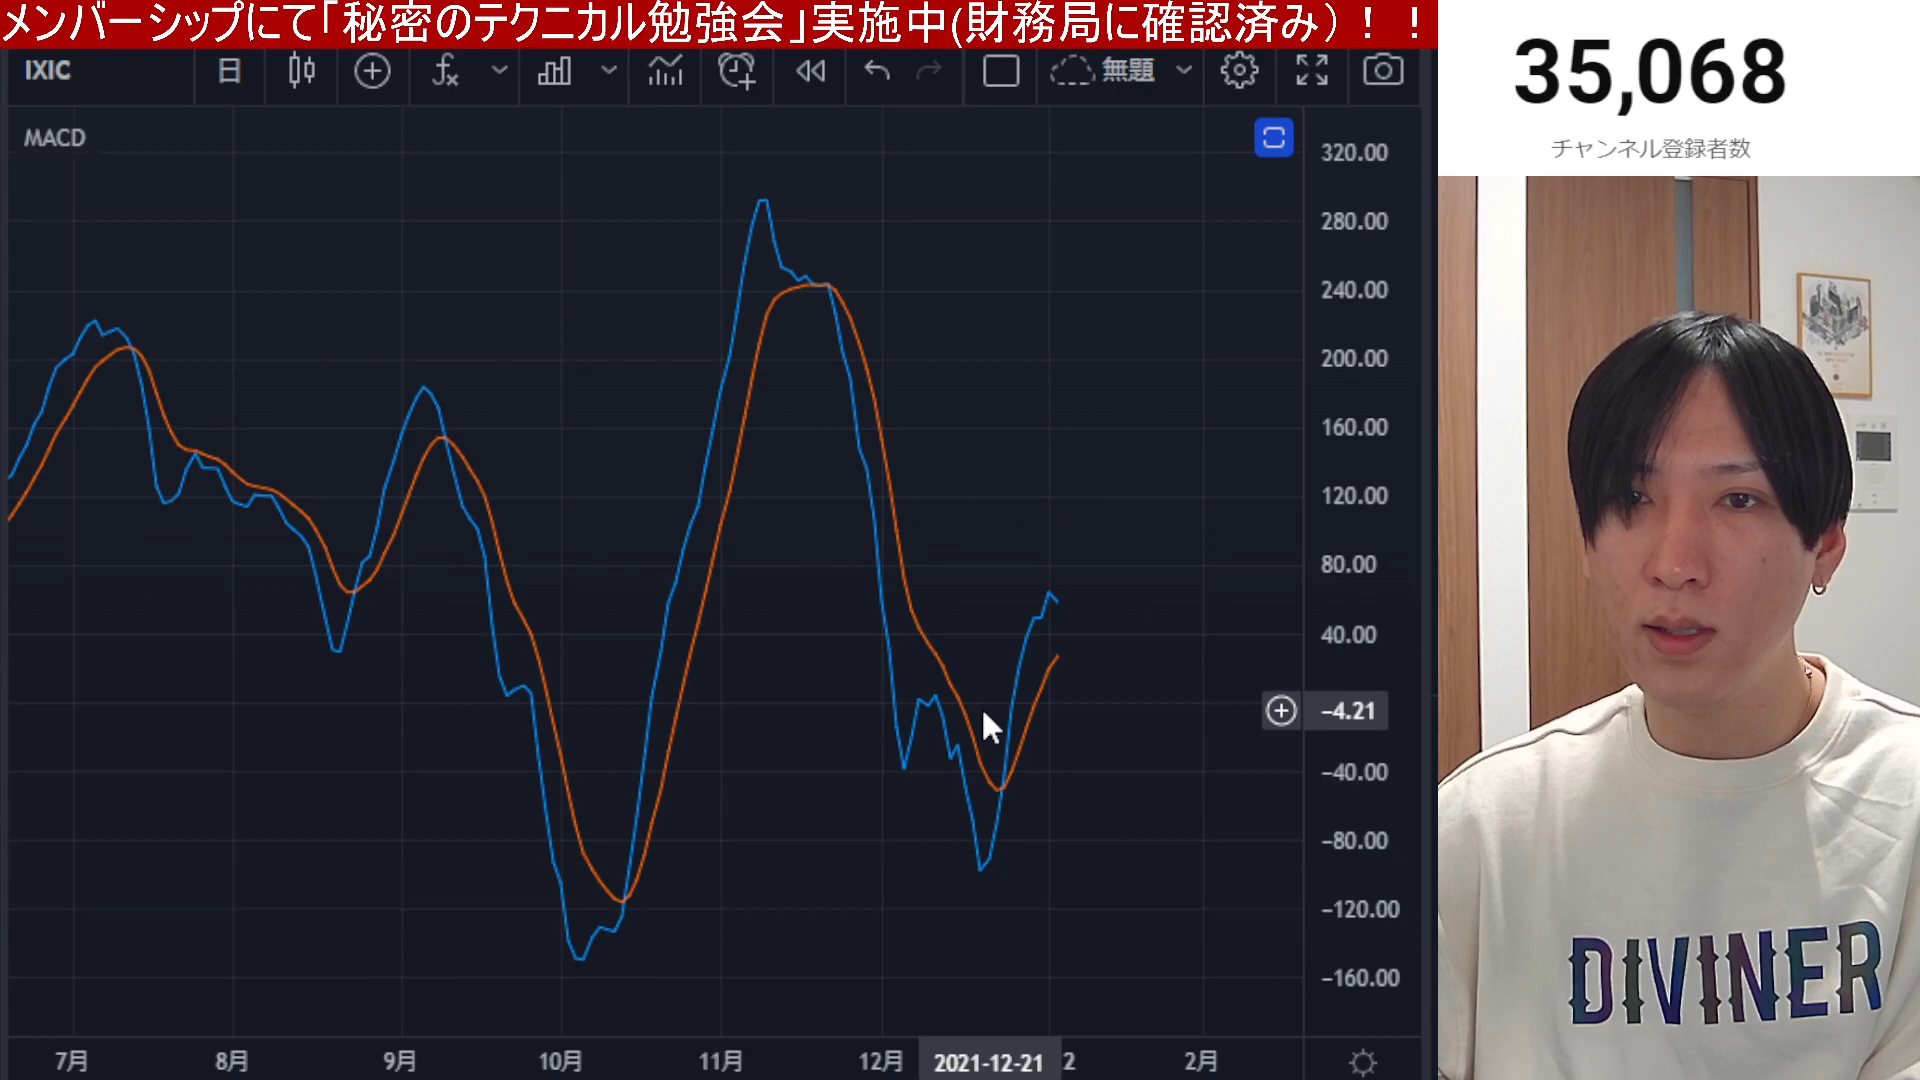 メンバーシップにて「秘密のテクニカル勉強会」実施中(財務局に確認済み）！！
35,068
チャンネル登録者数
IXIC
日
無題
MACD
320.00
280.00
240.00
200.00
160.00
120.00
80.00
40.00
−4.21
−40.00
−80.00
−120.00
−160.00
7月
8月
9月
10月
11月
12月
2021-12-21
2
2月
DIVINER